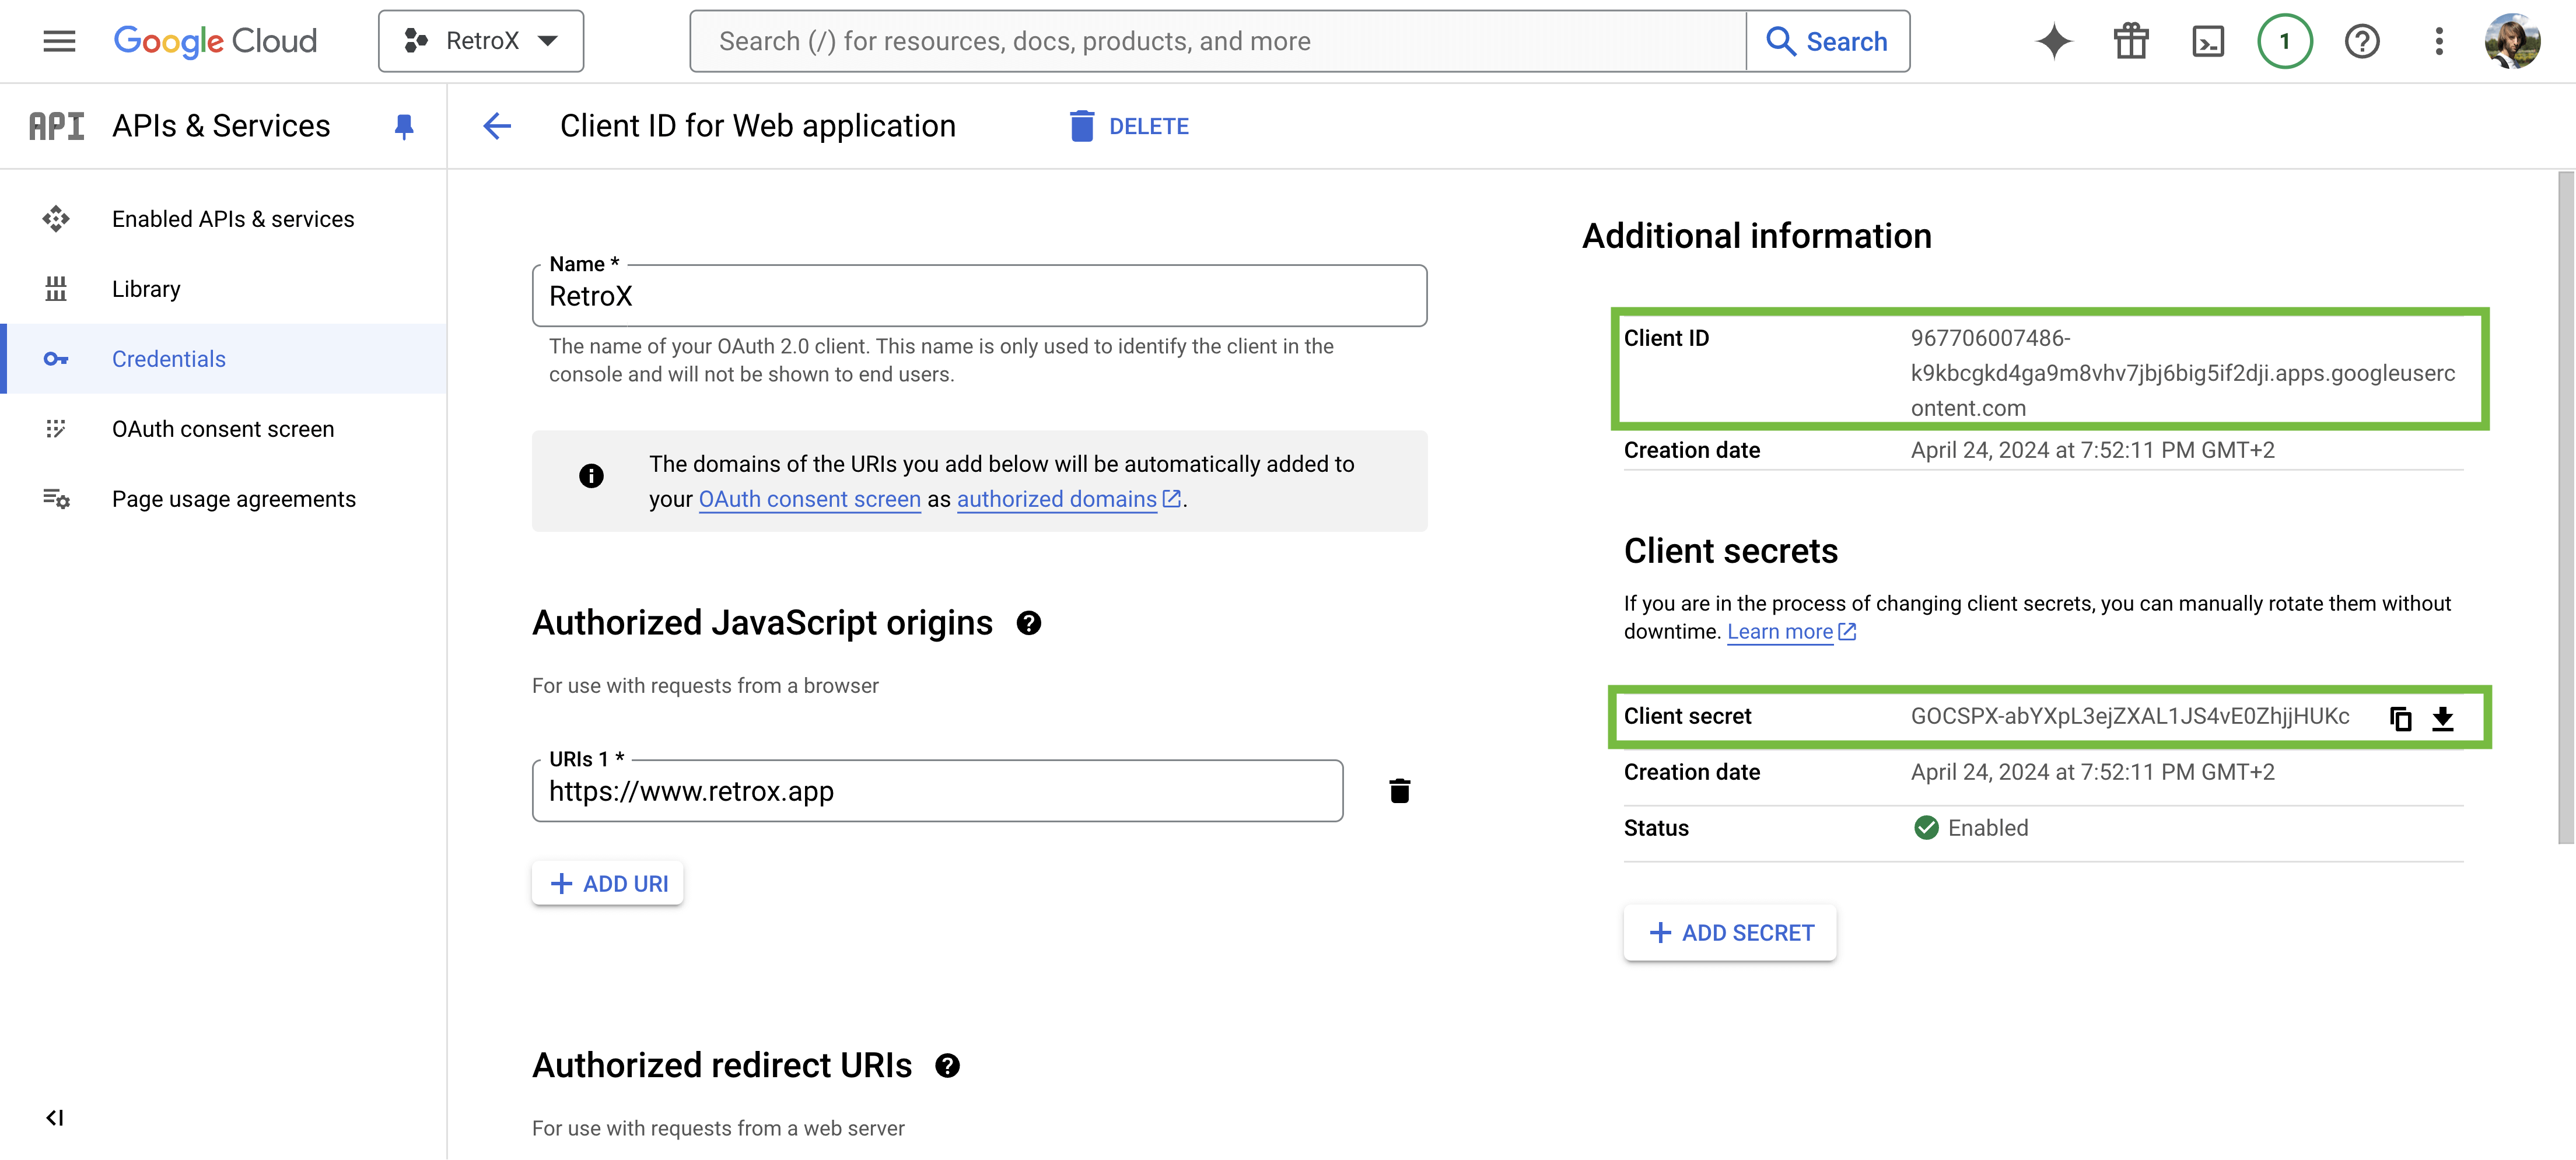 Google Cloud
RetroX
Search (/) for resources, docs, products, and more
Search
1
API
APIs & Services
Client ID for Web application
DELETE
Enabled APIs & services
Library
Credentials
OAuth consent screen
Page usage agreements
Name *
RetroX
The name of your OAuth 2.0 client. This name is only used to identify the client in the
console and will not be shown to end users.
The domains of the URIs you add below will be automatically added to
your OAuth consent screen as authorized domains.
Authorized JavaScript origins
For use with requests from a browser
URIs 1 *
https://www.retrox.app
ADD URI
Authorized redirect URIs
For use with requests from a web server
Additional information
Client ID
967706007486-
k9kbcgkd4ga9m8vhv7jbj6big5if2dji.apps.googleuserc
ontent.com
Creation date
April 24, 2024 at 7:52:11 PM GMT+2
Client secrets
If you are in the process of changing client secrets, you can manually rotate them without
downtime. Learn more
Client secret
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
Creation date
April 24, 2024 at 7:52:11 PM GMT+2
Status
Enabled
ADD SECRET